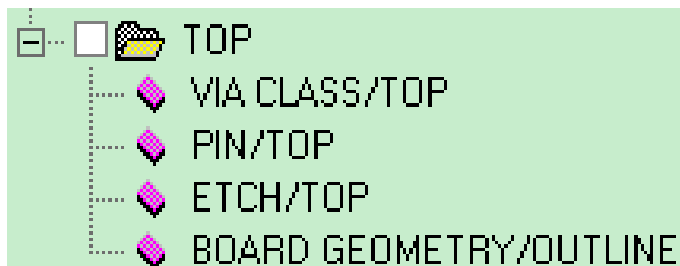 TOP
VIA CLASS/TOP
PIN/TOP
ETCH/TOP
BOARD GEOMETRY/OUTLINE